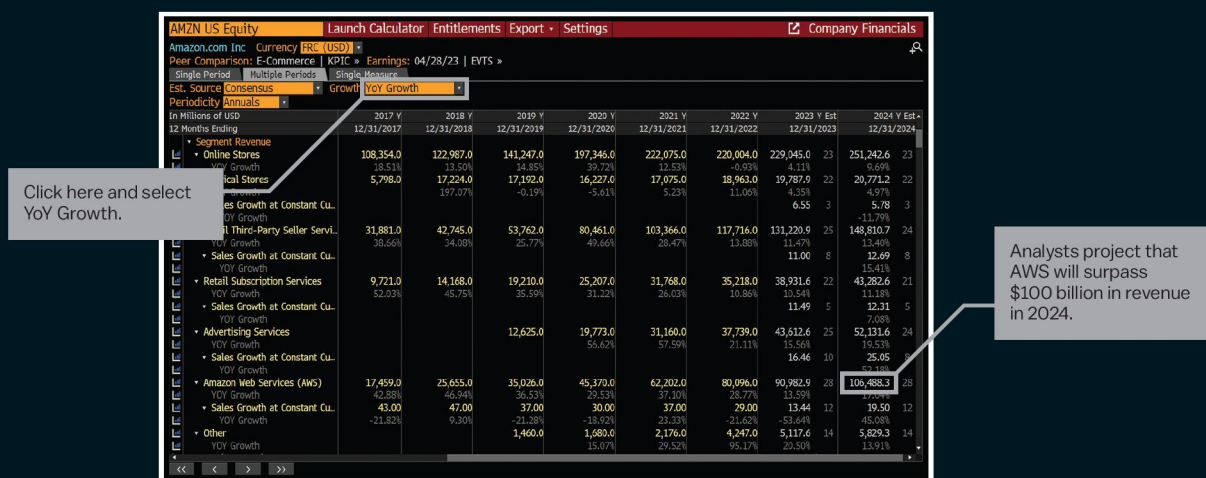 AMZN US Equity Launch Calculator Entitlements Export Settings Company Financials
Amazon.com Inc Currency FRC (USD)
Peer Comparison: E-Commerce | KPIC » Earnings: 04/28/23 | EVTS »
Single Period Multiple Periods Single Measure
Est. Source Consensus Growth YoY Growth
Periodicity Annuals
In Millions of USD 2017 Y 2018 Y 2019 Y 2020 Y 2021 Y 2022 Y 2023 Y Est 2024 Y Est
12 Months Ending 12/31/2017 12/31/2018 12/31/2019 12/31/2020 12/31/2021 12/31/2022 12/31/2023 12/31/2024
Segment Revenue
Online Stores 108,354.0 122,987.0 141,247.0 197,346.0 222,075.0 220,004.0 229,045.0 23 251,242.6 23
YOY Growth 18.51% 13.50% 14.85% 39.72% 12.53% -0.93% 4.11% 9.69%
ical Stores 5,798.0 17,224.0 17,192.0 16,227.0 17,075.0 18,963.0 19,787.9 22 20,771.2 22
Growth 197.07% -0.19% -5.61% 5.23% 11.06% 4.35% 4.97%
es Growth at Constant Cu… 6.55 3 5.78 3
OY Growth -11.79%
il Third-Party Seller Servi… 31,881.0 42,745.0 53,762.0 80,461.0 103,366.0 117,716.0 131,220.9 25 148,810.7 24
YOY Growth 38.66% 34.08% 25.77% 49.66% 28.47% 13.88% 11.47% 13.40%
Sales Growth at Constant Cu… 11.00 8 12.69 8
YOY Growth 15.41%
Retail Subscription Services 9,721.0 14,168.0 19,210.0 25,207.0 31,768.0 35,218.0 38,931.6 22 43,282.6 21
YOY Growth 52.03% 45.75% 35.59% 31.22% 26.03% 10.86% 10.54% 11.18%
Sales Growth at Constant Cu… 11.49 5 12.31 5
YOY Growth 7.08%
Advertising Services 12,625.0 19,773.0 31,160.0 37,739.0 43,612.6 25 52,131.6 24
YOY Growth 56.62% 57.59% 21.11% 15.56% 19.53%
Sales Growth at Constant Cu… 16.46 10 25.05
YOY Growth 52.18%
Amazon Web Services (AWS) 17,459.0 25,655.0 35,026.0 45,370.0 62,202.0 80,096.0 90,982.9 28 106,488.3 28
YOY Growth 42.88% 46.94% 36.53% 29.53% 37.10% 28.77% 13.59% 17.04%
Sales Growth at Constant Cu… 43.00 47.00 37.00 30.00 37.00 29.00 13.44 12 19.50 12
YOY Growth -21.82% 9.30% -21.28% -18.92% 23.33% -21.62% -53.64% 45.08%
Other 1,460.0 1,680.0 2,176.0 4,247.0 5,117.6 14 5,829.3 14
YOY Growth 15.07% 29.52% 95.17% 20.50% 13.91%
<< < > >>
Click here and select
YoY Growth.
Analysts project that
AWS will surpass
$100 billion in revenue
in 2024.